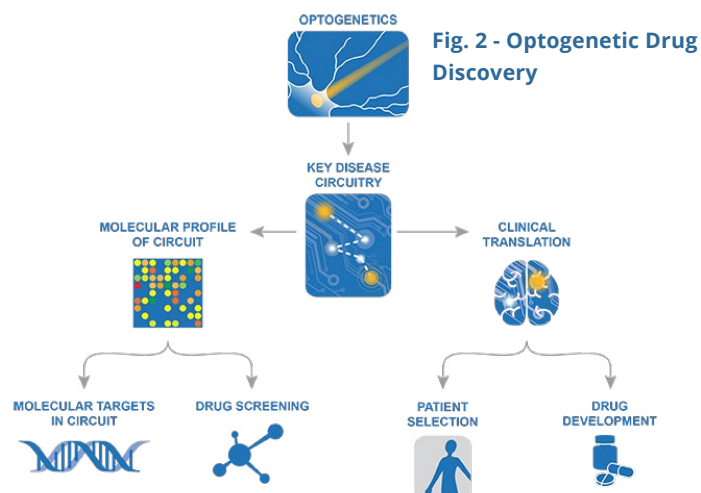 OPTOGENETICS
Fig. 2 - Optogenetic Drug
Discovery
KEY DISEASE
CIRCUITRY
MOLECULAR PROFILE
OF CIRCUIT
CLINICAL
TRANSLATION
MOLECULAR TARGETS
IN CIRCUIT
DRUG SCREENING
PATIENT
SELECTION
DRUG
DEVELOPMENT